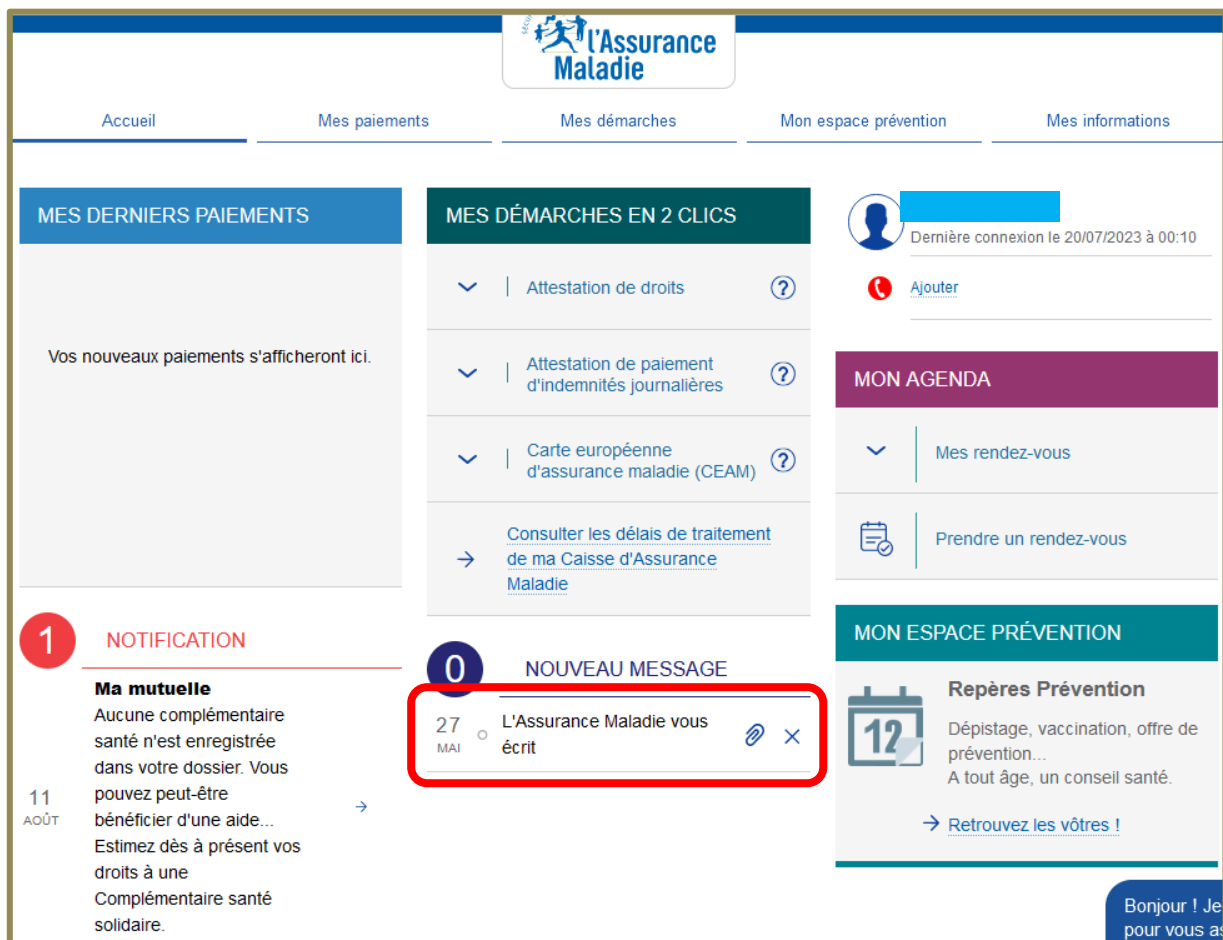 l'Assurance
Maladie
Accueil
Mes paiements
Mes démarches
Mon espace prévention
Mes informations
MES DERNIERS PAIEMENTS
Vos nouveaux paiements s'afficheront ici.
1
NOTIFICATION
11
AOÛT
Ma mutuelle
Aucune complémentaire
santé n'est enregistrée
dans votre dossier. Vous
pouvez peut-être
bénéficier d'une aide...
Estimez dès à présent vos
droits à une
Complémentaire santé
solidaire.
MES DÉMARCHES EN 2 CLICS
Attestation de droits
?
Attestation de paiement
d'indemnités journalières
?
Carte européenne
d'assurance maladie (CEAM)
?
Consulter les délais de traitement
de ma Caisse d'Assurance
Maladie
0
NOUVEAU MESSAGE
27
MAI
L'Assurance Maladie vous
écrit
Dernière connexion le 20/07/2023 à 00:10
Ajouter
MON AGENDA
Mes rendez-vous
Prendre un rendez-vous
MON ESPACE PRÉVENTION
12
Repères Prévention
Dépistage, vaccination, offre de
prévention...
A tout âge, un conseil santé.
Retrouvez les vôtres !
Bonjour ! Je
pour vous